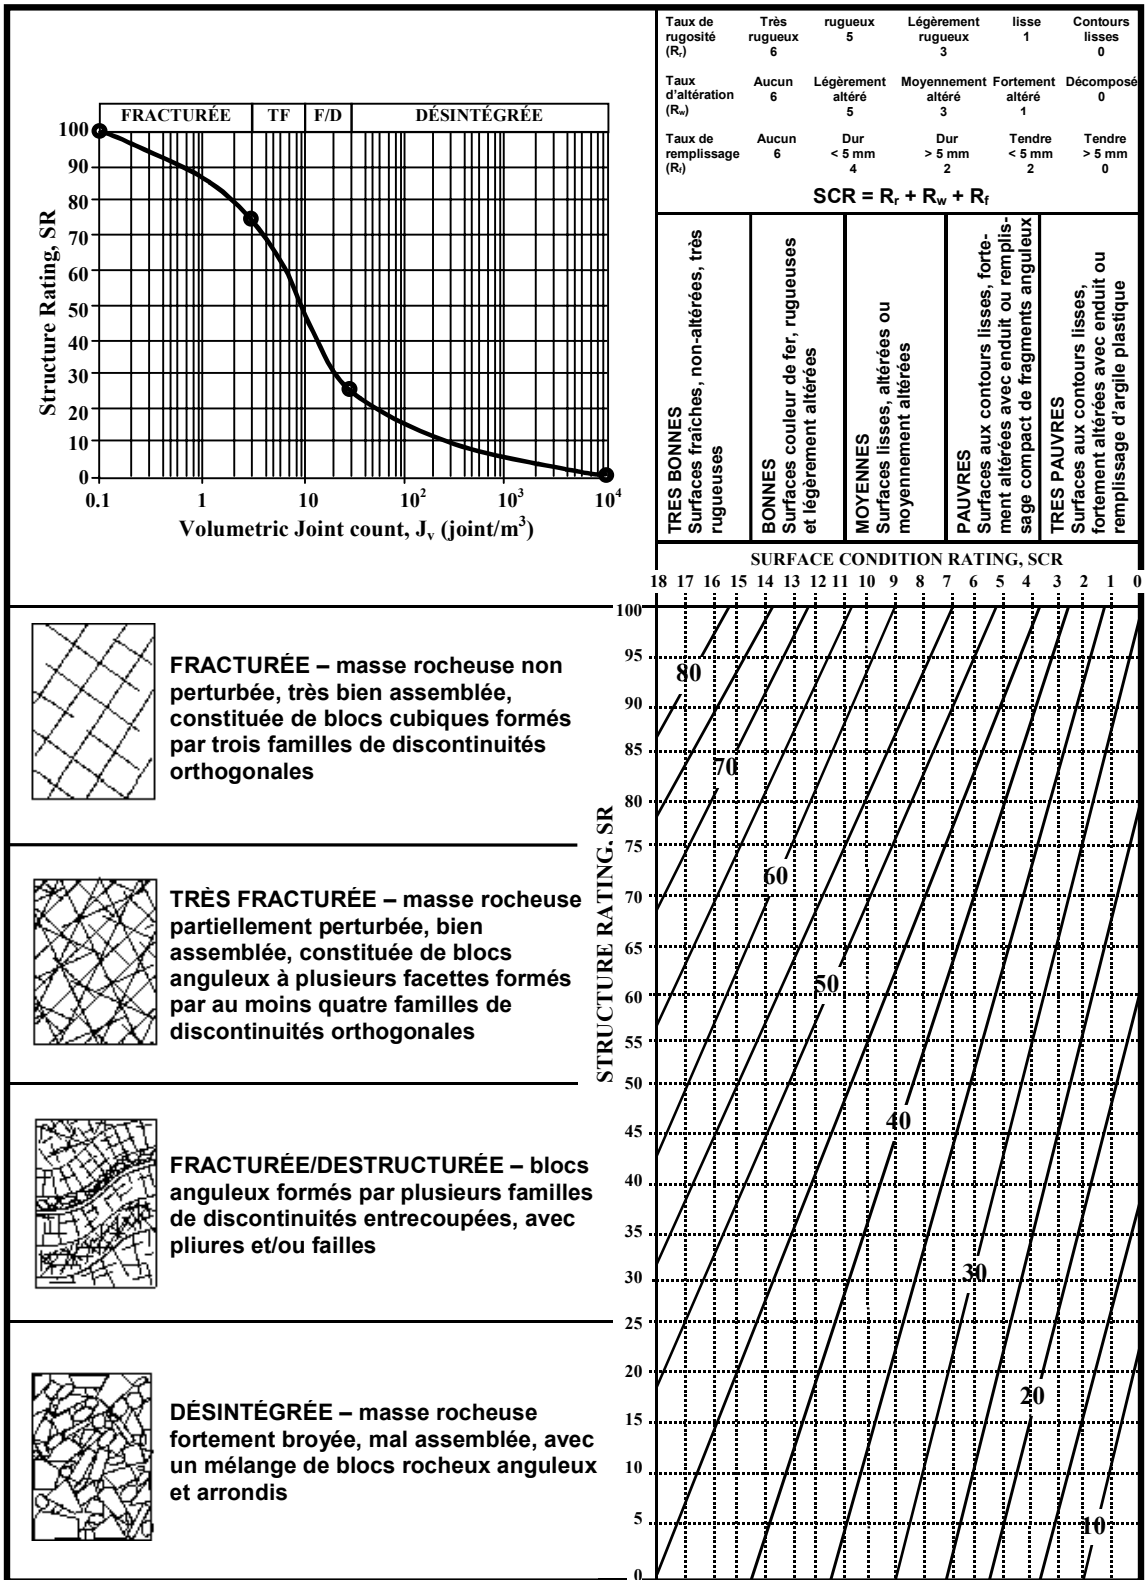 FRACTURÉE TF F/D DÉSINTÉGRÉE
100
90
80
70
60
50
40
30
20
10
0
Structure Rating, SR
0.1 1 10 10² 10³ 10⁴
Volumetric Joint count, Jv (joint/m³)
Taux de rugosité (Rr)
Très rugueux 6
rugueux 5
Légèrement rugueux 3
lisse 1
Contours lisses 0
Taux d'altération (Rw)
Aucun 6
Légèrement altéré 5
Moyennement altéré 3
Fortement altéré 1
Décomposé 0
Taux de remplissage (Rf)
Aucun 6
Dur < 5 mm 4
Dur > 5 mm 2
Tendre < 5 mm 2
Tendre > 5 mm 0
SCR = Rr + Rw + Rf
TRES BONNES
Surfaces fraîches, non-altérées, très
rugueuses
BONNES
Surfaces couleur de fer, rugueuses
et légèrement altérées
MOYENNES
Surfaces lisses, altérées ou
moyennement altérées
PAUVRES
Surfaces aux contours lisses, forte-
ment altérées avec enduit ou remplis-
sage compact de fragments anguleux
TRES PAUVRES
Surfaces aux contours lisses,
fortement altérées avec enduit ou
remplissage d'argile plastique
SURFACE CONDITION RATING, SCR
18 17 16 15 14 13 12 11 10 9 8 7 6 5 4 3 2 1 0
FRACTURÉE – masse rocheuse non
perturbée, très bien assemblée,
constituée de blocs cubiques formés
par trois familles de discontinuités
orthogonales
TRÈS FRACTURÉE – masse rocheuse
partiellement perturbée, bien
assemblée, constituée de blocs
anguleux à plusieurs facettes formés
par au moins quatre familles de
discontinuités orthogonales
FRACTURÉE/DESTRUCTURÉE – blocs
anguleux formés par plusieurs familles
de discontinuités entrecoupées, avec
pliures et/ou failles
DÉSINTÉGRÉE – masse rocheuse
fortement broyée, mal assemblée, avec
un mélange de blocs rocheux anguleux
et arrondis
STRUCTURE RATING. SR
100
95
90
85
80
75
70
65
60
55
50
45
40
35
30
25
20
15
10
5
0
80
70
60
50
40
30
20
10